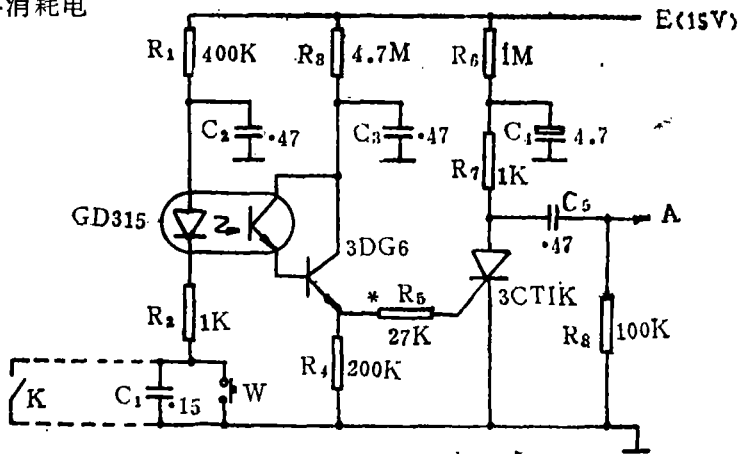 消耗电
E(15V)
R₁ 400K
R₃ 4.7M
R₆ 1M
C₂ .47
C₃ .47
C₄ 4.7
R₇ 1K
C₅ .47
A
GD315
3DG6
3CTIK
* R₅ 27K
R₈ 100K
R₂ 1K
R₄ 200K
K
C₁ .15
W